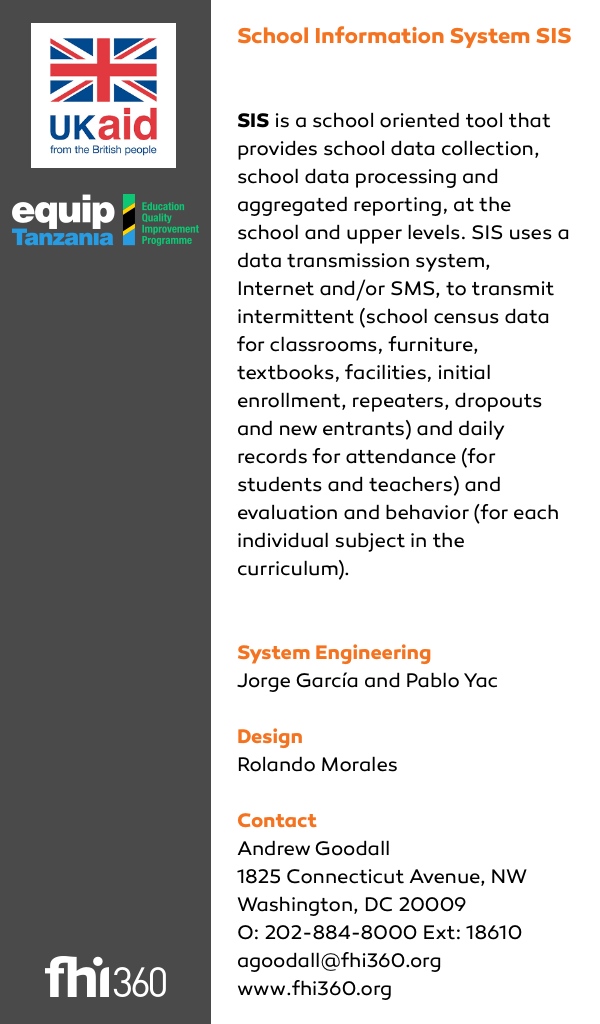 UKaid
from the British people
equip
Tanzania
Education
Quality
Improvement
Programme
fhi360
School Information System SIS
SIS is a school oriented tool that
provides school data collection,
school data processing and
aggregated reporting, at the
school and upper levels. SIS uses a
data transmission system,
Internet and/or SMS, to transmit
intermittent (school census data
for classrooms, furniture,
textbooks, facilities, initial
enrollment, repeaters, dropouts
and new entrants) and daily
records for attendance (for
students and teachers) and
evaluation and behavior (for each
individual subject in the
curriculum).
System Engineering
Jorge García and Pablo Yac
Design
Rolando Morales
Contact
Andrew Goodall
1825 Connecticut Avenue, NW
Washington, DC 20009
O: 202-884-8000 Ext: 18610
agoodall@fhi360.org
www.fhi360.org